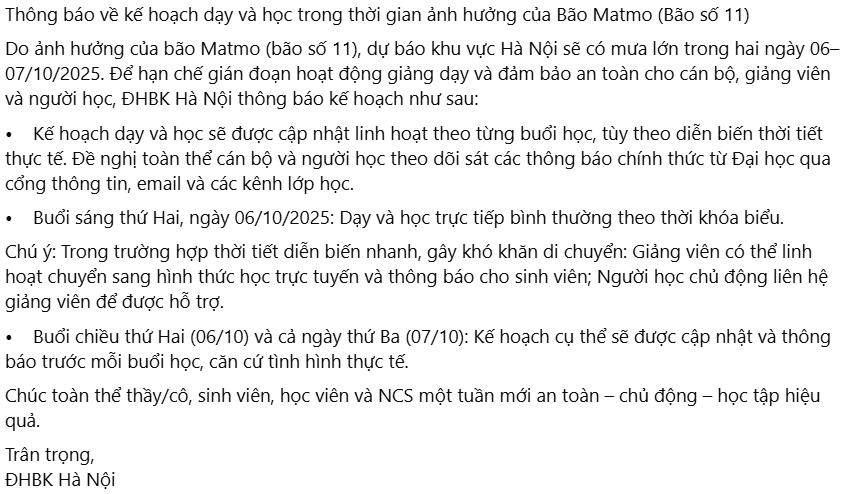 Thông báo về kế hoạch dạy và học trong thời gian ảnh hưởng của Bão Matmo (Bão số 11)
Do ảnh hưởng của bão Matmo (bão số 11), dự báo khu vực Hà Nội sẽ có mưa lớn trong hai ngày 06–
07/10/2025. Để hạn chế gián đoạn hoạt động giảng dạy và đảm bảo an toàn cho cán bộ, giảng viên
và người học, ĐHBK Hà Nội thông báo kế hoạch như sau:
• Kế hoạch dạy và học sẽ được cập nhật linh hoạt theo từng buổi học, tùy theo diễn biến thời tiết
thực tế. Đề nghị toàn thể cán bộ và người học theo dõi sát các thông báo chính thức từ Đại học qua
cổng thông tin, email và các kênh lớp học.
• Buổi sáng thứ Hai, ngày 06/10/2025: Dạy và học trực tiếp bình thường theo thời khóa biểu.
Chú ý: Trong trường hợp thời tiết diễn biến nhanh, gây khó khăn di chuyển: Giảng viên có thể linh
hoạt chuyển sang hình thức học trực tuyến và thông báo cho sinh viên; Người học chủ động liên hệ
giảng viên để được hỗ trợ.
• Buổi chiều thứ Hai (06/10) và cả ngày thứ Ba (07/10): Kế hoạch cụ thể sẽ được cập nhật và thông
báo trước mỗi buổi học, căn cứ tình hình thực tế.
Chúc toàn thể thầy/cô, sinh viên, học viên và NCS một tuần mới an toàn – chủ động – học tập hiệu
quả.
Trân trọng,
ĐHBK Hà Nội